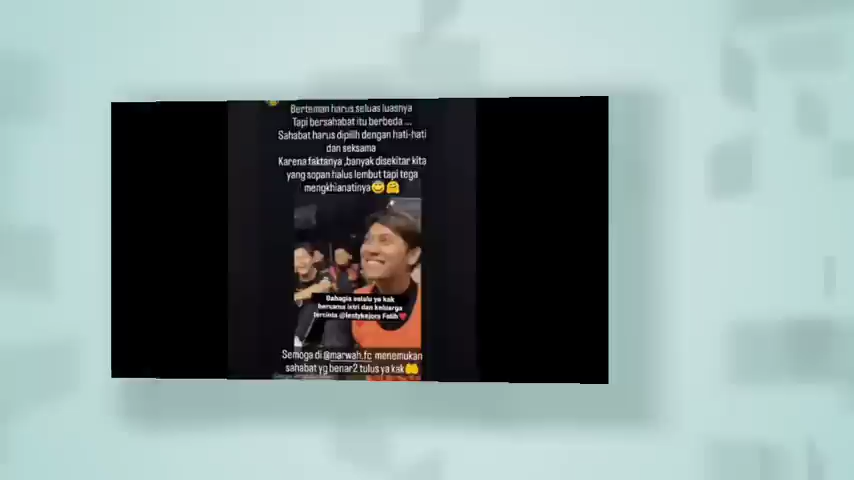 Berteman harus seluas luasnya
Tapi bersahabat itu berbeda ...
Sahabat harus dipilih dengan hati-hati
dan seksama
Karena faktanya ,banyak disekitar kita
yang sopan halus lembut tapi tega
mengkhianatinya
Bahagia selalu ya kak
bersama istri dan keluarga
tercinta @lestykejora Fatih
Semoga di @marwah.fc menemukan
sahabat yg benar2 tulus ya kak